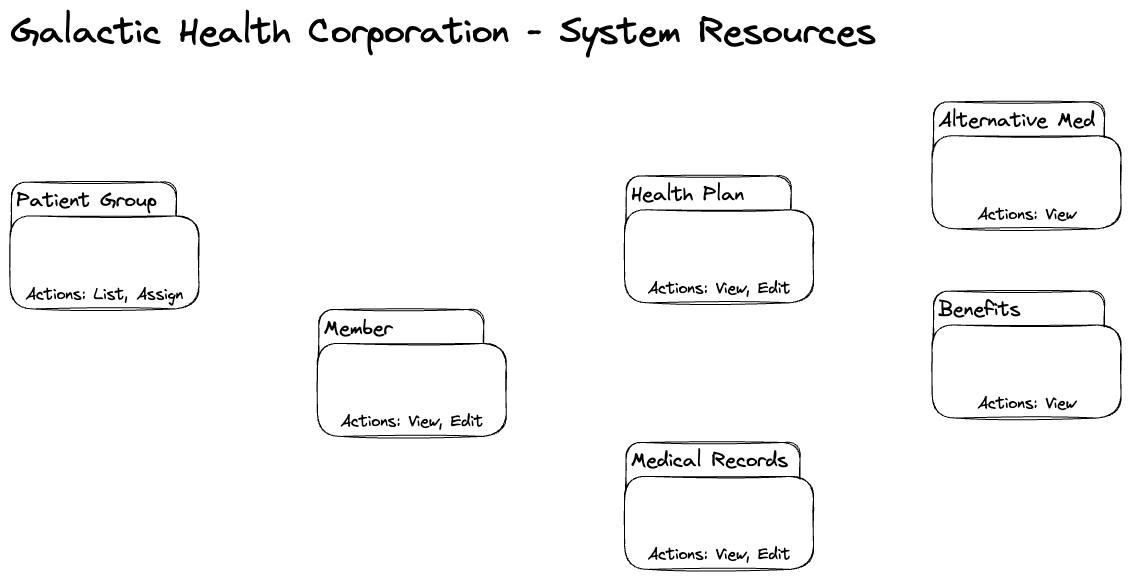 Galactic Health Corporation - System Resources
Alternative Med
Actions: View
Patient Group
Actions: List, Assign
Health Plan
Actions: View, Edit
Member
Actions: View, Edit
Benefits
Actions: View
Medical Records
Actions: View, Edit